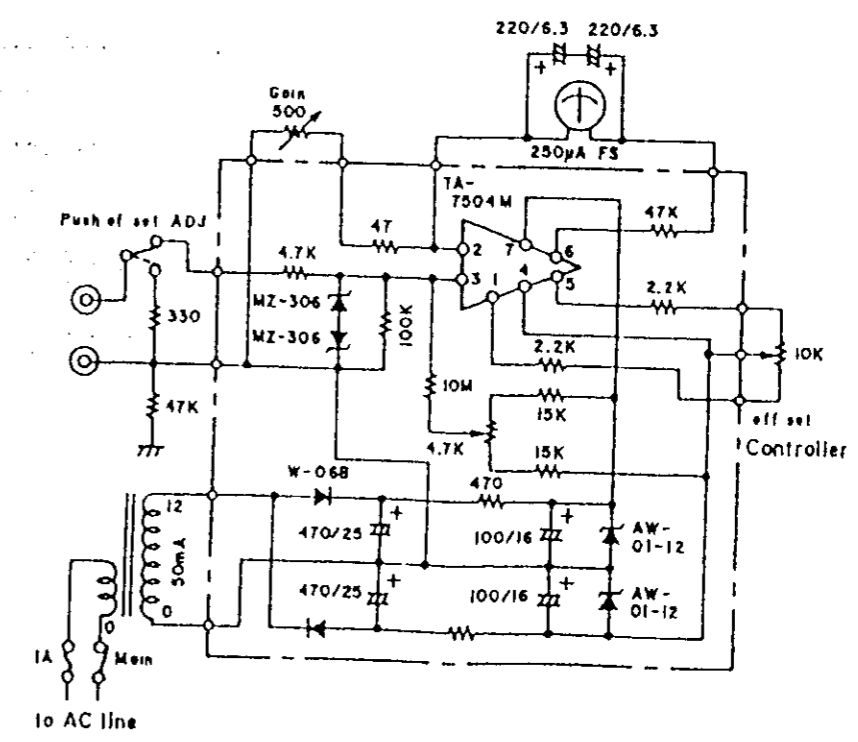 220/6.3 220/6.3
Gain
500
250μA FS
TA-
7504M
Push of set ADJ
47
2
7
6
47K
4.7K
3
4
1
5
MZ-306
MZ-306
100K
330
2.2K
2.2K
10K
10M
15K
47K
4.7K
15K
off set
Controller
W-06B
470
12
470/25
+
100/16
+
AW-
01-12
50mA
470/25
+
100/16
+
AW-
01-12
0
0
1A
Main
to AC line
+
+